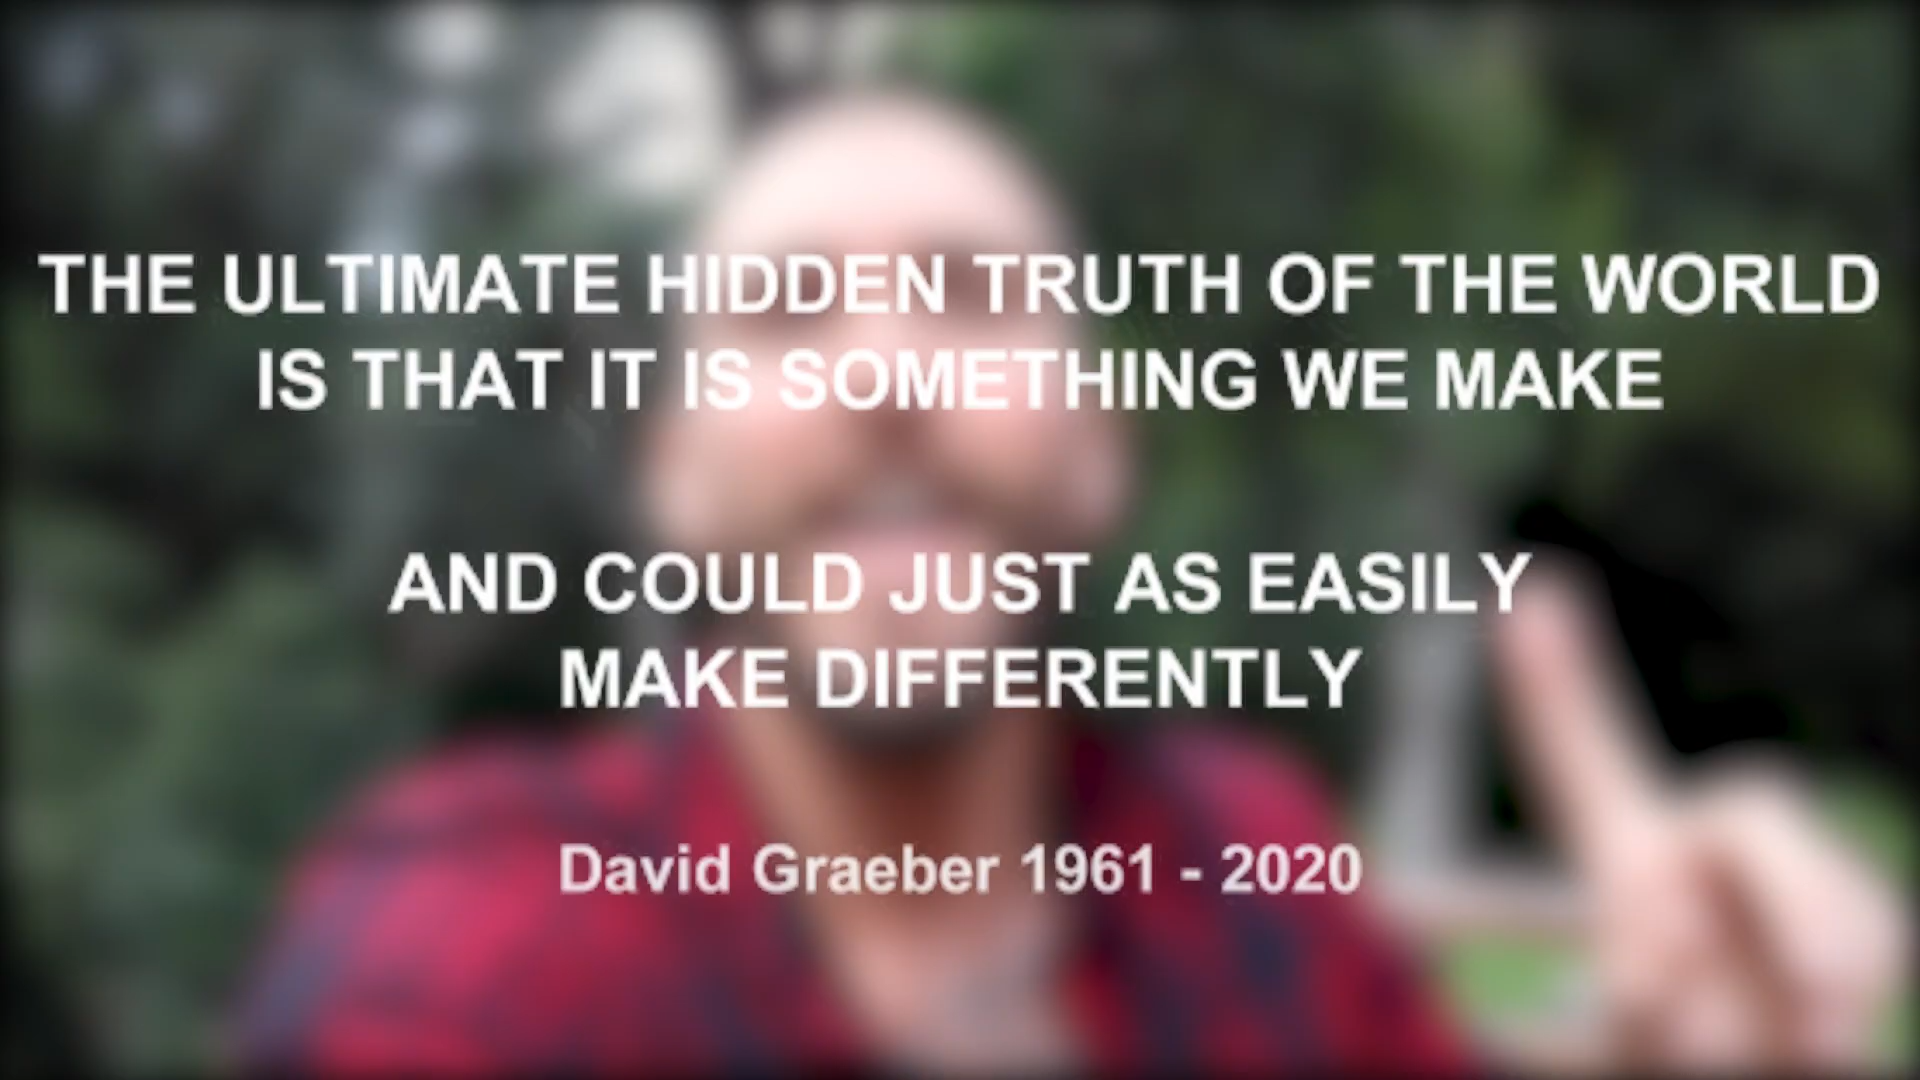 THE ULTIMATE HIDDEN TRUTH OF THE WORLD
IS THAT IT IS SOMETHING WE MAKE
AND COULD JUST AS EASILY
MAKE DIFFERENTLY
David Graeber 1961 - 2020